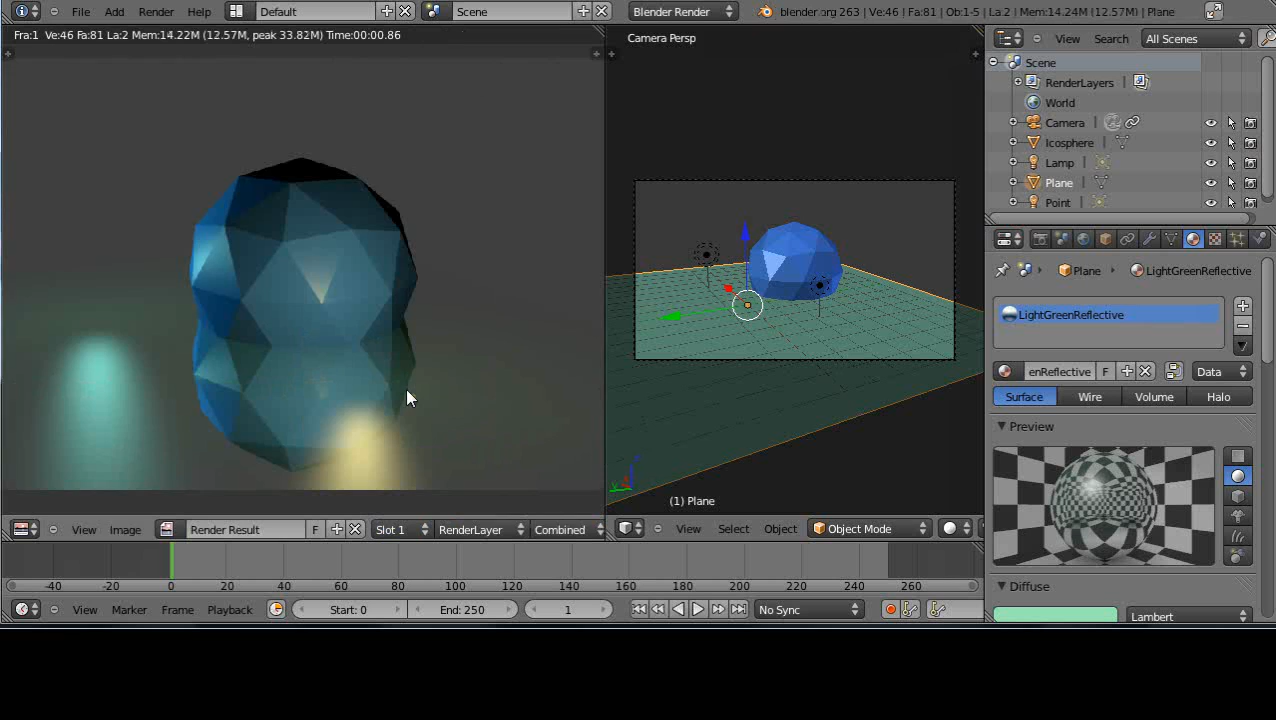 File Add Render Help Default Scene Blender Render blender.org 263 | Ve:46 | Fa:81 | Ob:1-5 | La:2 | Mem:14.24M (12.57M) | Plane
Fra:1 Ve:46 Fa:81 La:2 Mem:14.22M (12.57M, peak 33.82M) Time:00:00.86
Camera Persp
View Search All Scenes
Scene
RenderLayers |
World
Camera |
Icosphere |
Lamp |
Plane |
Point |
Plane LightGreenReflective
LightGreenReflective
enReflective F Data
Surface Wire Volume Halo
Preview
(1) Plane
View Image Render Result F Slot 1 RenderLayer Combined
View Select Object Object Mode
-40 -20 0 20 40 60 80 100 120 140 160 180 200 220 240 260
Diffuse
View Marker Frame Playback Start: 0 End: 250 1 No Sync
Lambert